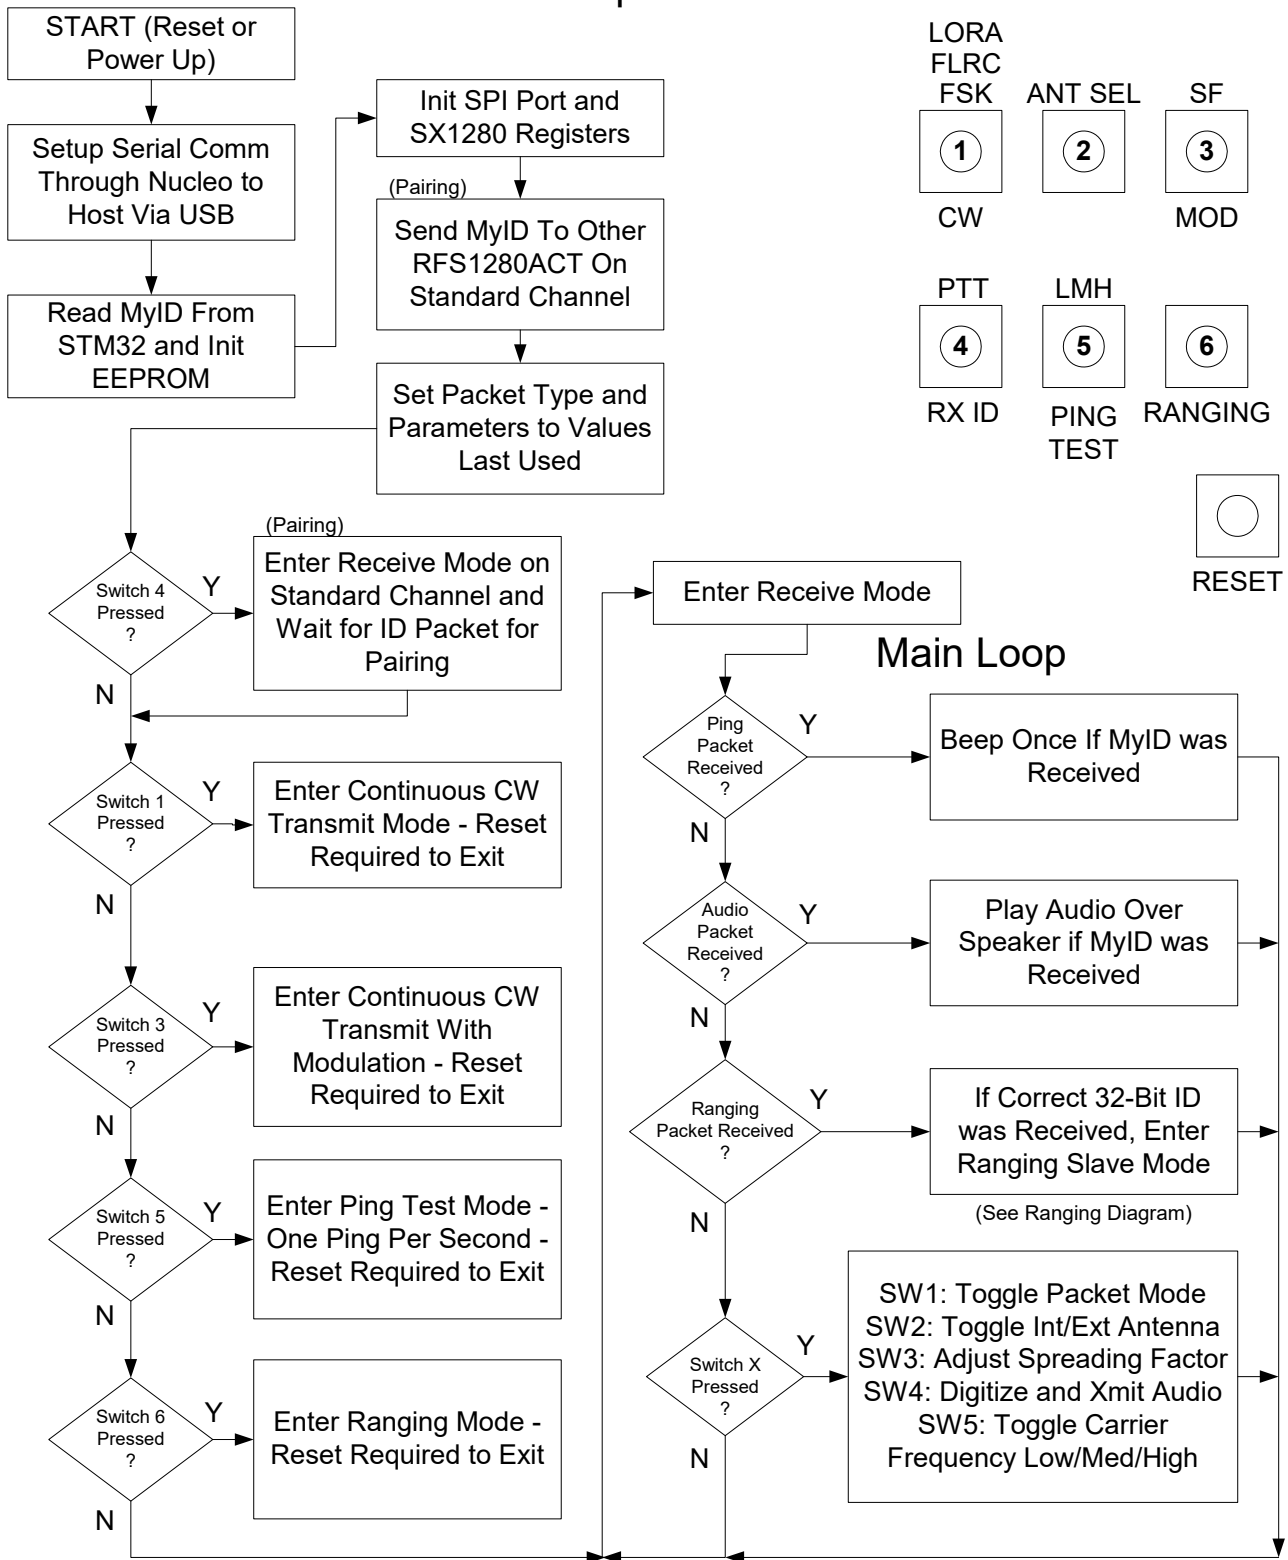 START (Reset or
Power Up)
Setup Serial Comm
Through Nucleo to
Host Via USB
Read MyID From
STM32 and Init
EEPROM
Init SPI Port and
SX1280 Registers
(Pairing)
Send MyID To Other
RFS1280ACT On
Standard Channel
Set Packet Type and
Parameters to Values
Last Used
LORA
FLRC
FSK
ANT SEL
SF
1
2
3
CW
MOD
PTT
LMH
4
5
6
RX ID
PING
TEST
RANGING
RESET
Switch 4
Pressed
?
Y
N
(Pairing)
Enter Receive Mode on
Standard Channel and
Wait for ID Packet for
Pairing
Switch 1
Pressed
?
Y
N
Enter Continuous CW
Transmit Mode - Reset
Required to Exit
Switch 3
Pressed
?
Y
N
Enter Continuous CW
Transmit With
Modulation - Reset
Required to Exit
Switch 5
Pressed
?
Y
N
Enter Ping Test Mode -
One Ping Per Second -
Reset Required to Exit
Switch 6
Pressed
?
Y
N
Enter Ranging Mode -
Reset Required to Exit
Enter Receive Mode
Main Loop
Ping
Packet
Received
?
Y
N
Beep Once If MyID was
Received
Audio
Packet
Received
?
Y
N
Play Audio Over
Speaker if MyID was
Received
Ranging
Packet Received
?
Y
N
If Correct 32-Bit ID
was Received, Enter
Ranging Slave Mode
(See Ranging Diagram)
Switch X
Pressed
?
Y
N
SW1: Toggle Packet Mode
SW2: Toggle Int/Ext Antenna
SW3: Adjust Spreading Factor
SW4: Digitize and Xmit Audio
SW5: Toggle Carrier
Frequency Low/Med/High